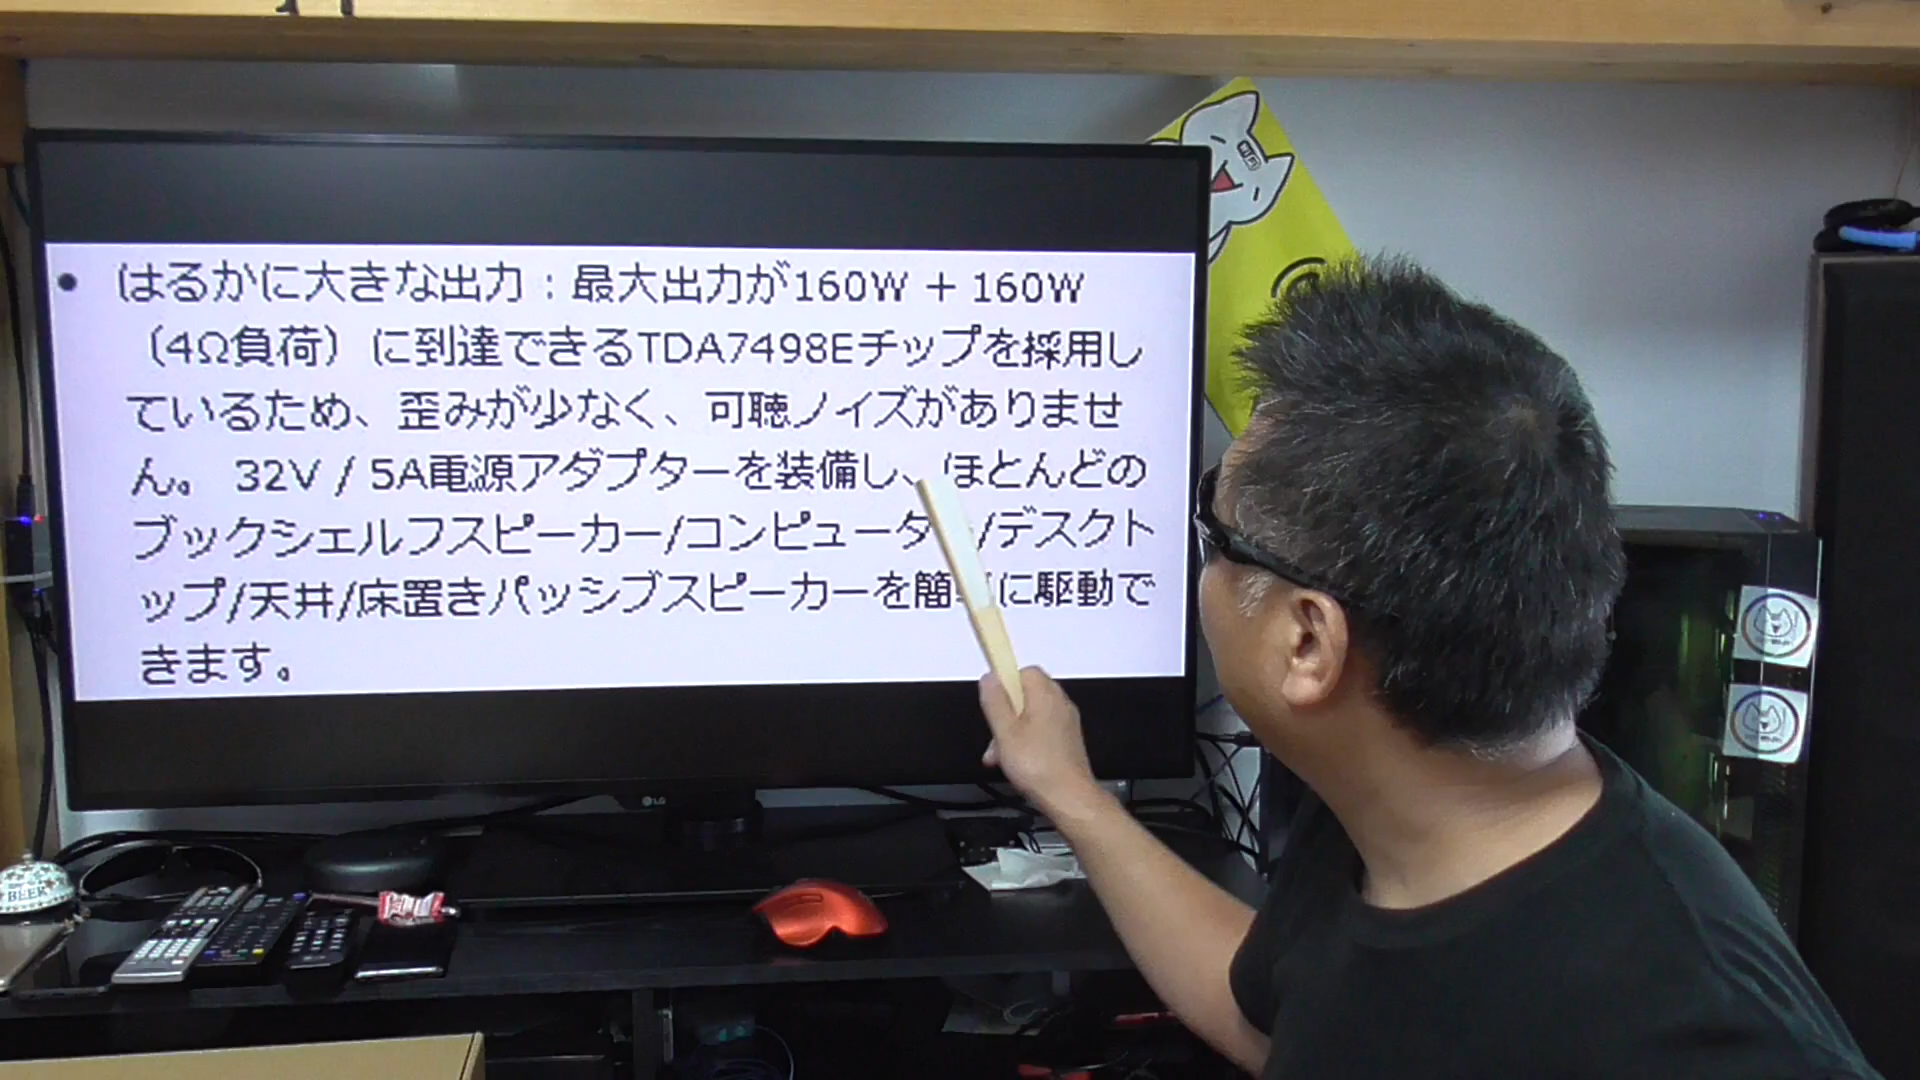 • はるかに大きな出力：最大出力が160W + 160W
（4Ω負荷）に到達できるTDA7498Eチップを採用し
ているため、歪みが少なく、可聴ノイズがありませ
ん。 32V / 5A電源アダプターを装備し、ほとんどの
ブックシェルフスピーカー/コンピュータ /デスクト
ップ/天井/床置きパッシブスピーカーを簡 に駆動で
きます。
LG
BEER